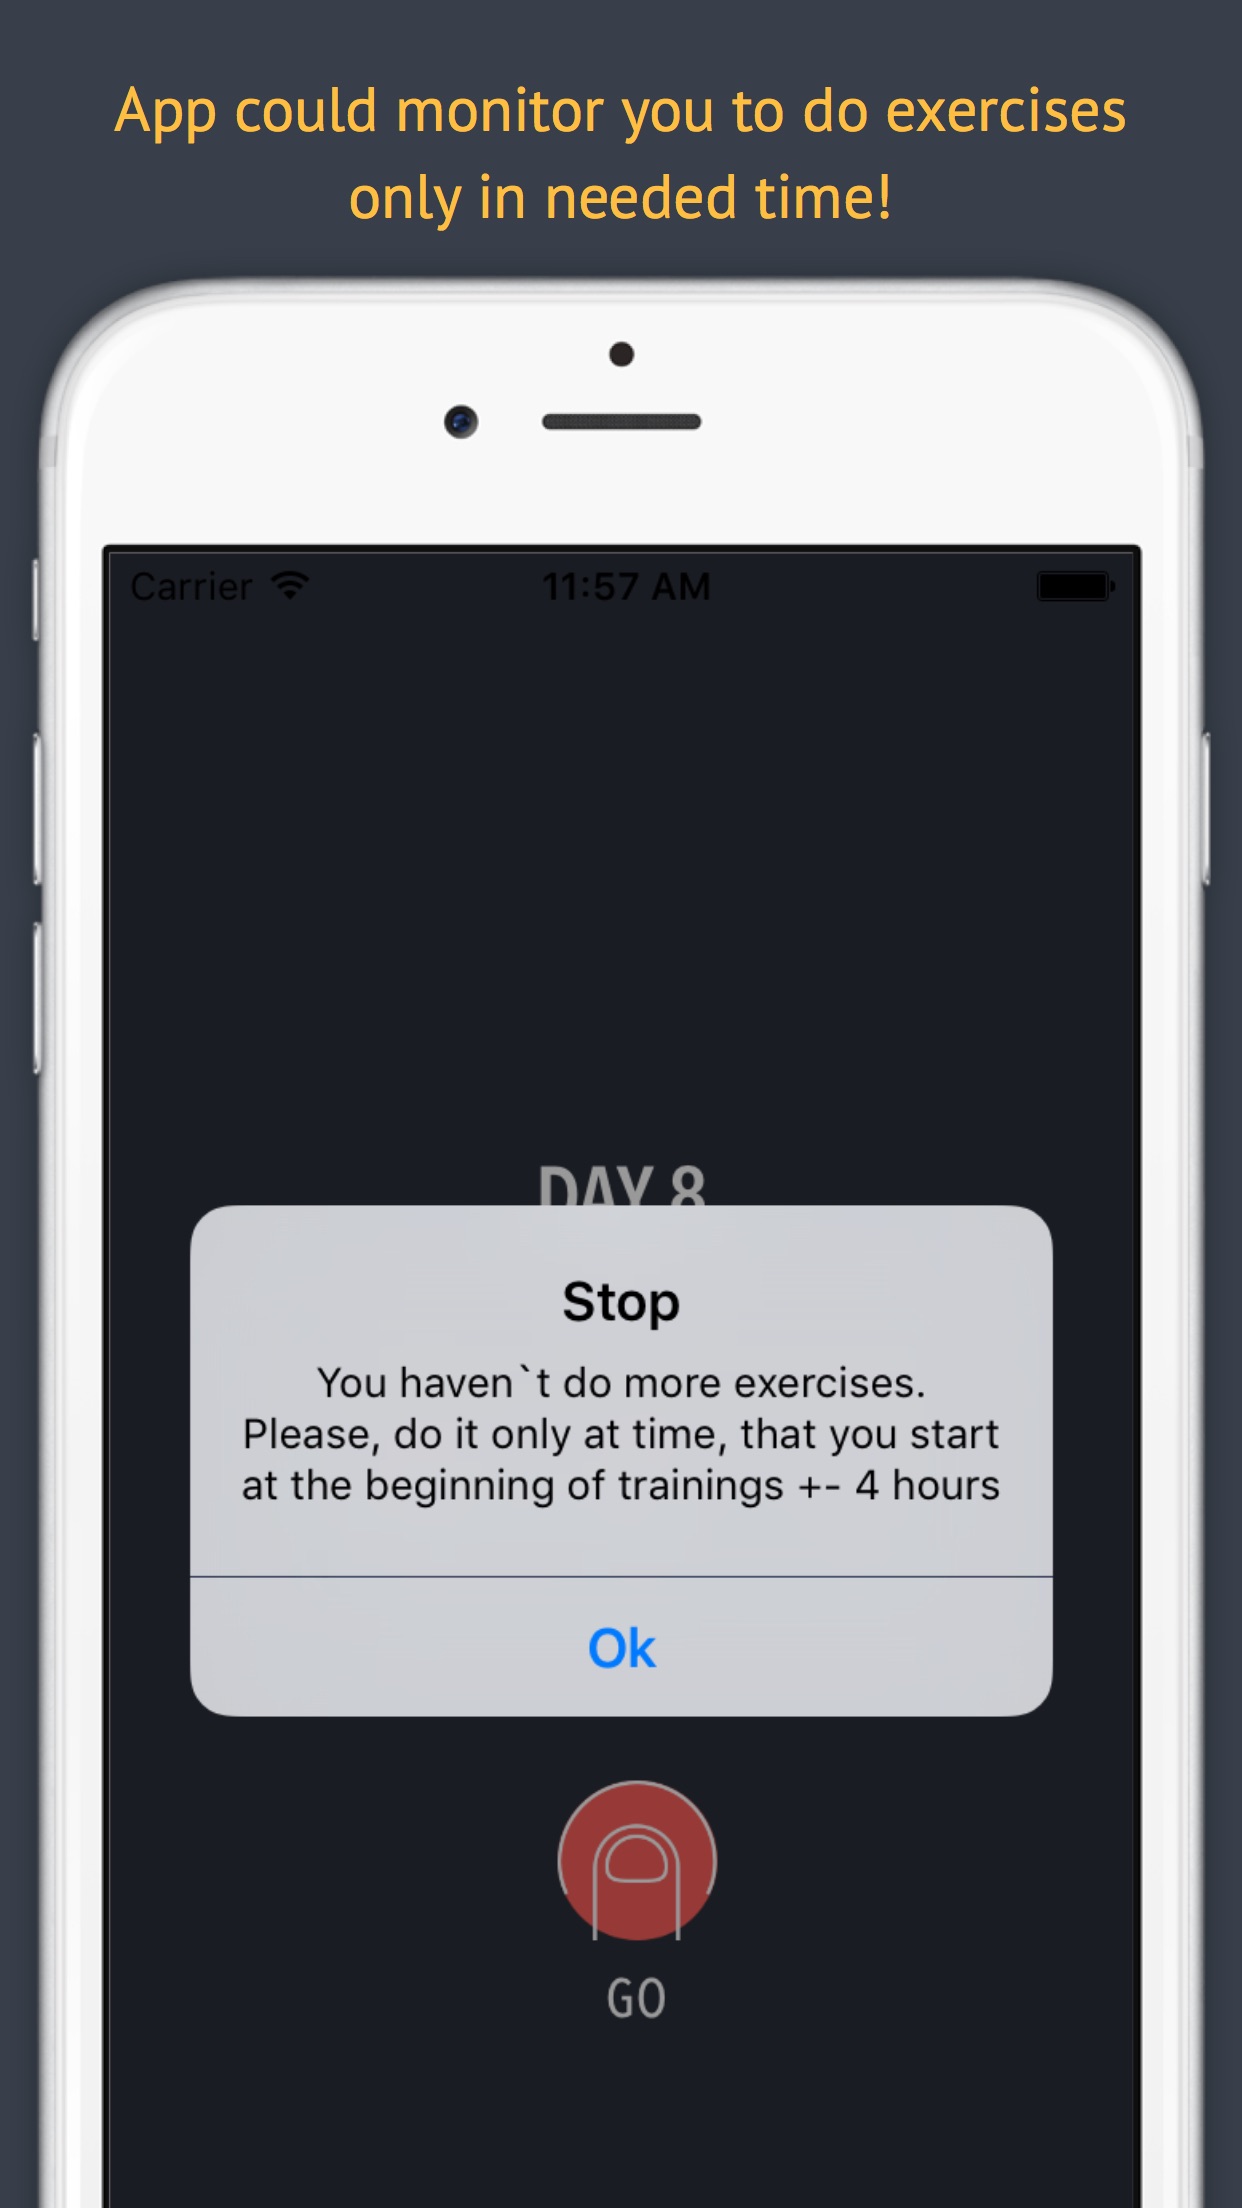 App could monitor you to do exercises
only in needed time!
Carrier
11:57 AM
DAY 8
Stop
You haven`t do more exercises.
Please, do it only at time, that you start
at the beginning of trainings +- 4 hours
Ok
GO